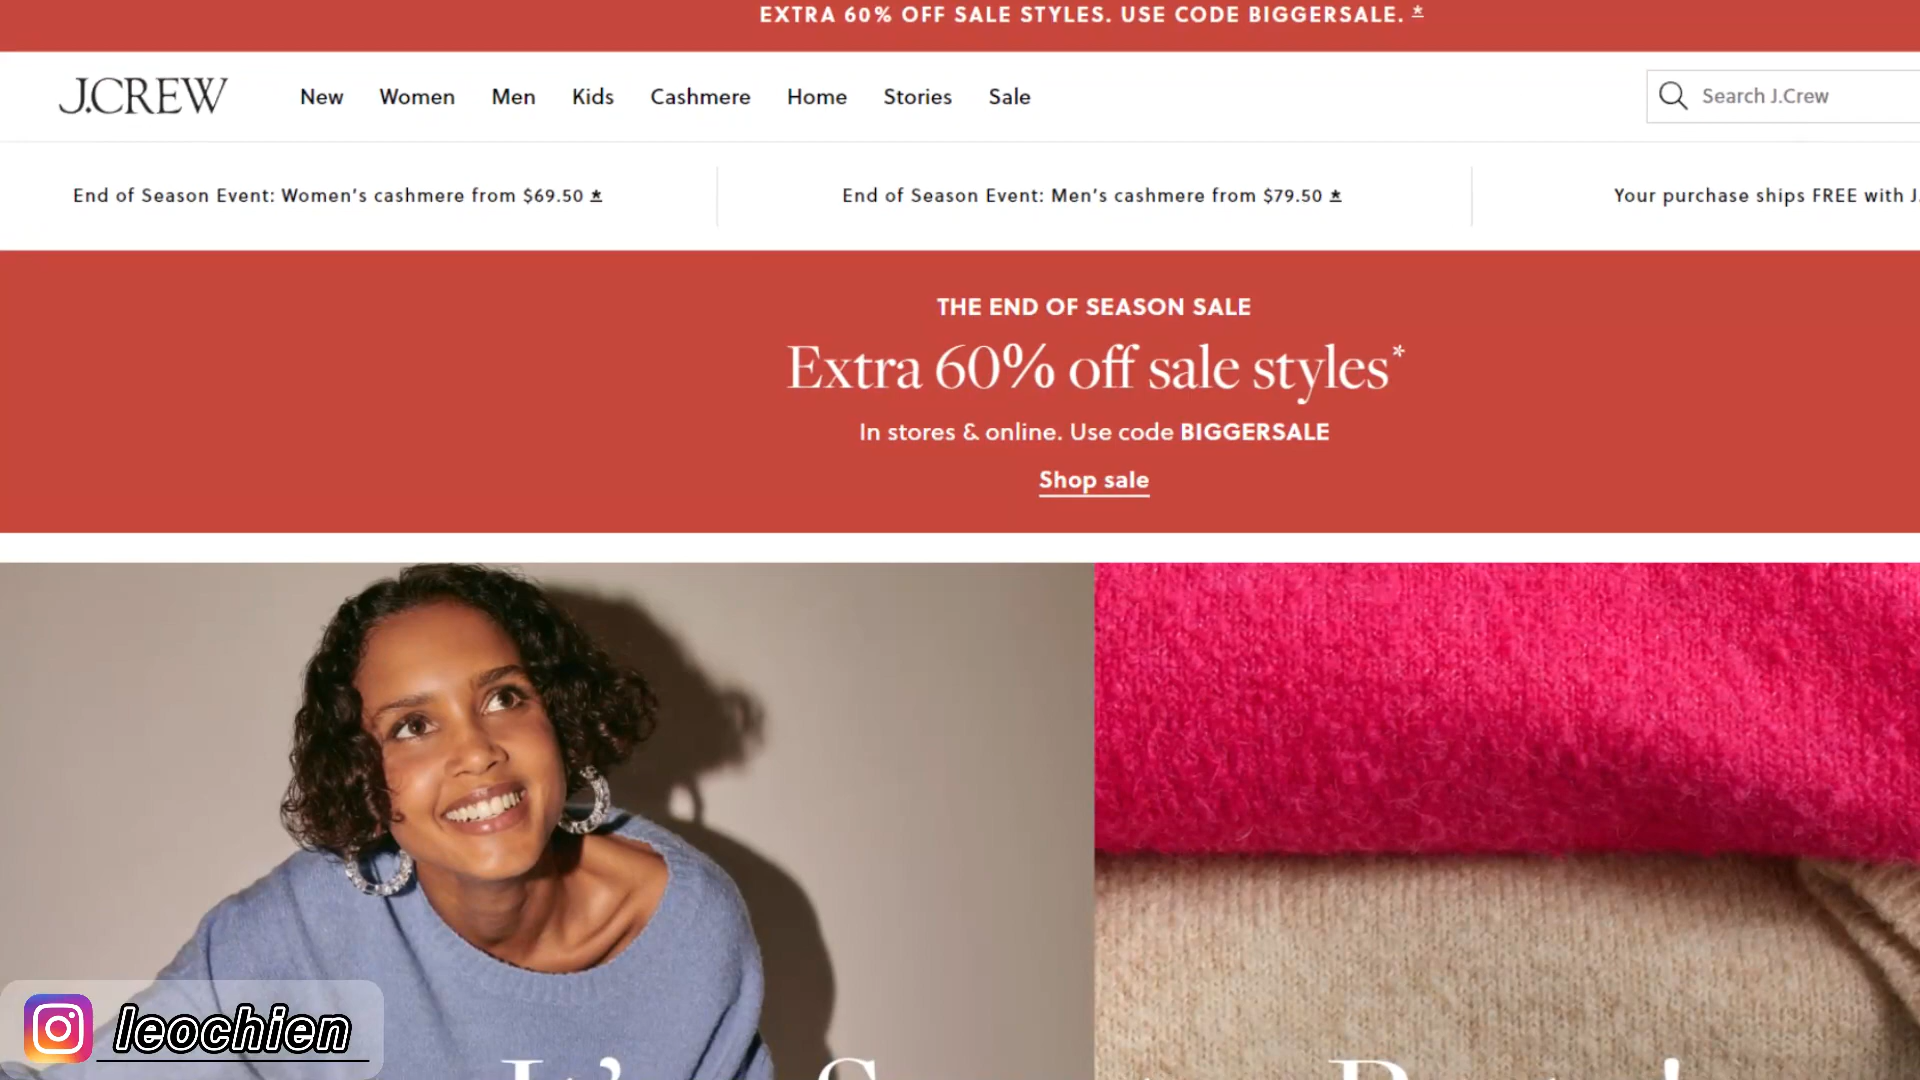 EXTRA 60% OFF SALE STYLES. USE CODE BIGGERSALE. *
J.CREW New Women Men Kids Cashmere Home Stories Sale Search J.Crew
End of Season Event: Women's cashmere from $69.50 * End of Season Event: Men's cashmere from $79.50 * Your purchase ships FREE with J.
THE END OF SEASON SALE
Extra 60% off sale styles*
In stores & online. Use code BIGGERSALE
Shop sale
leochien